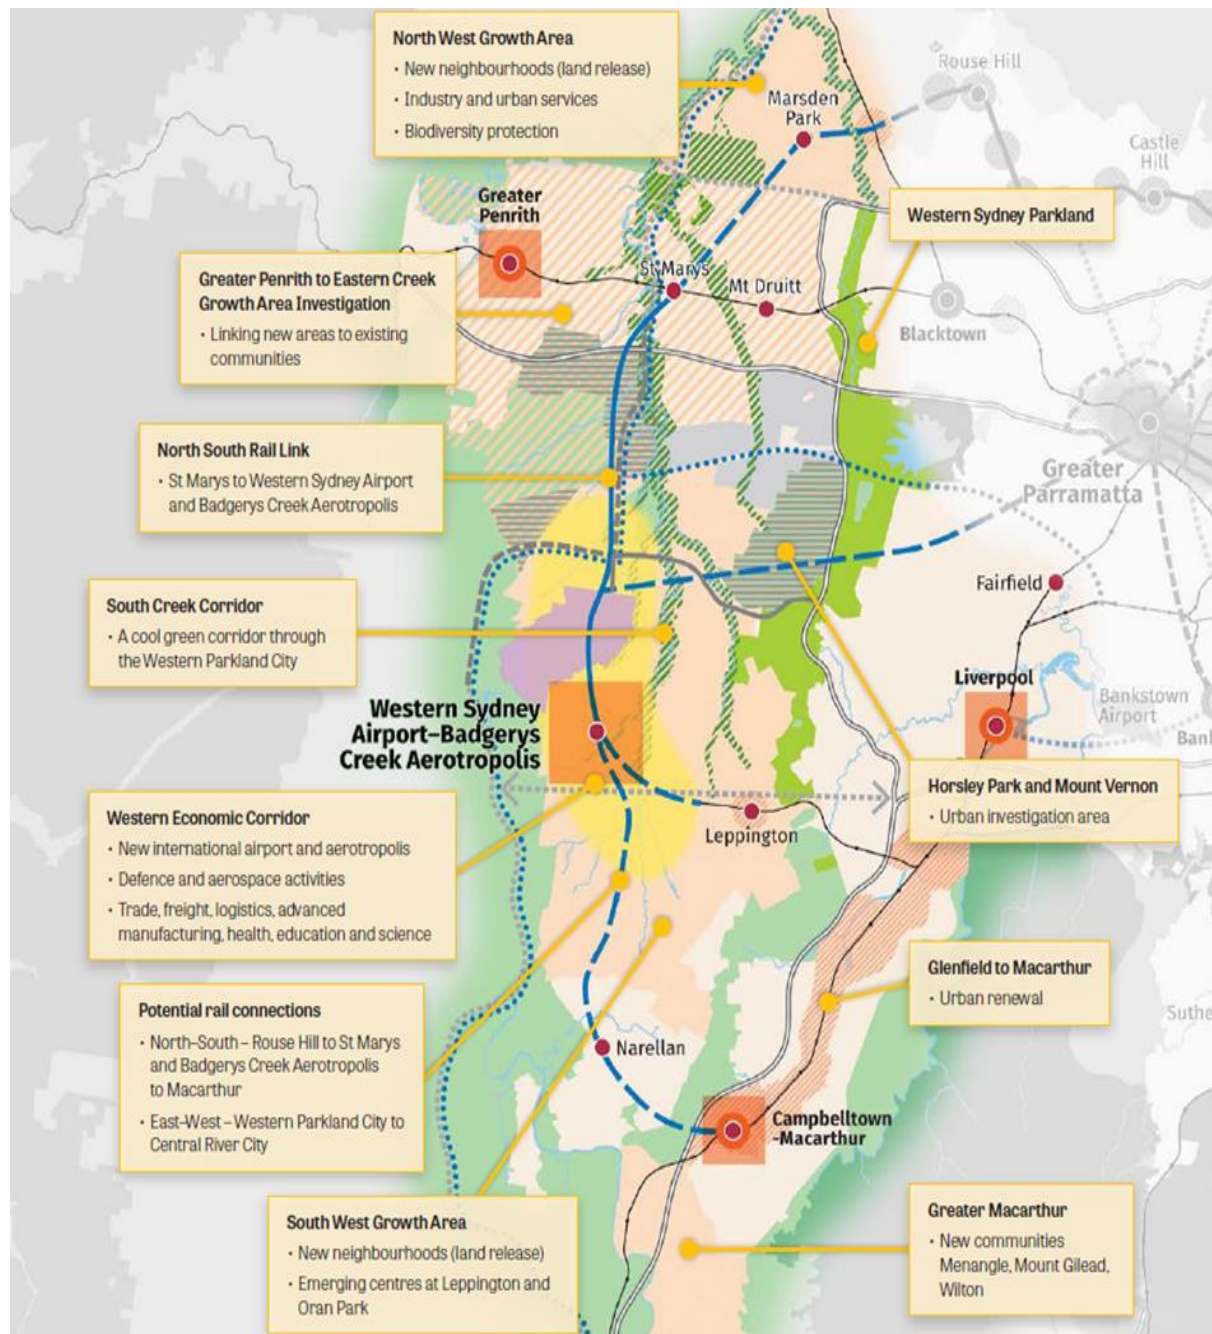 North West Growth Area
• New neighbourhoods (land release)
• Industry and urban services
• Biodiversity protection
Rouse Hill
Marsden
Park
Castle
Hill
Greater
Penrith
Western Sydney Parkland
Greater Penrith to Eastern Creek
Growth Area Investigation
• Linking new areas to existing
communities
St Marys
Mt Druitt
Blacktown
North South Rail Link
• St Marys to Western Sydney Airport
and Badgerys Creek Aerotropolis
Greater
Parramatta
South Creek Corridor
• A cool green corridor through
the Western Parkland City
Fairfield
Liverpool
Bankstown
Airport
Bank
Western Sydney
Airport–Badgerys
Creek Aerotropolis
Horsley Park and Mount Vernon
• Urban investigation area
Western Economic Corridor
• New international airport and aerotropolis
• Defence and aerospace activities
• Trade, freight, logistics, advanced
manufacturing, health, education and science
Leppington
Glenfield to Macarthur
• Urban renewal
Potential rail connections
• North–South – Rouse Hill to St Marys
and Badgerys Creek Aerotropolis
to Macarthur
• East–West – Western Parkland City to
Central River City
Suthe
Narellan
Campbelltown
-Macarthur
South West Growth Area
• New neighbourhoods (land release)
• Emerging centres at Leppington and
Oran Park
Greater Macarthur
• New communities
Menangle, Mount Gilead,
Wilton